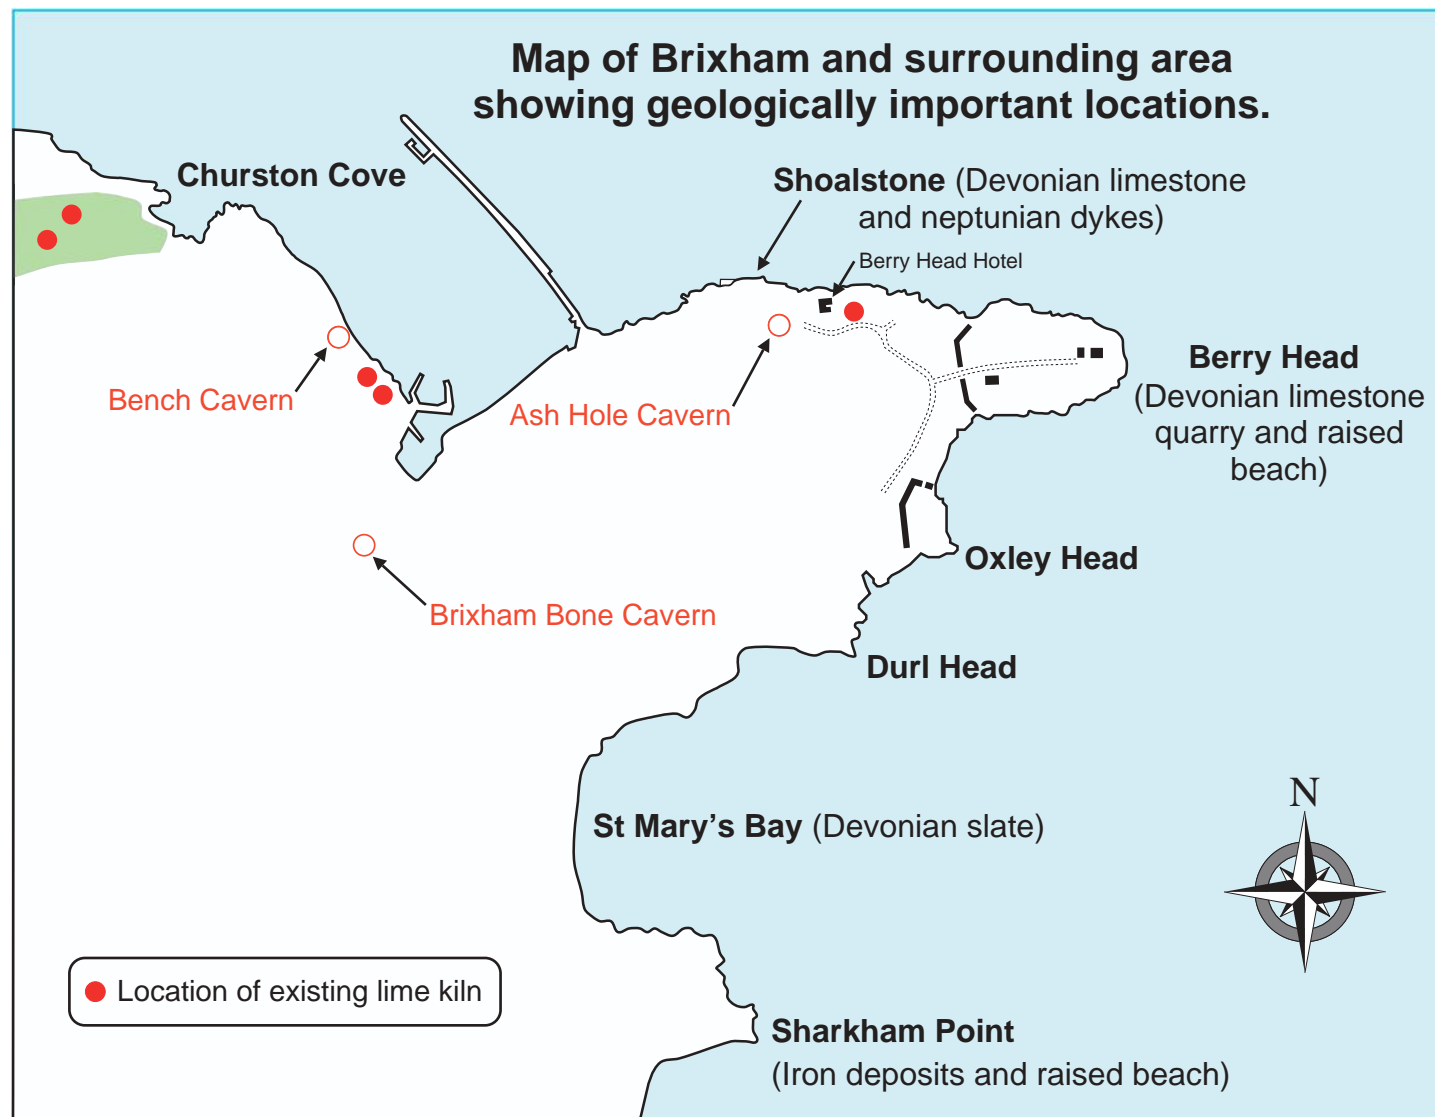 Map of Brixham and surrounding area
showing geologically important locations.
Churston Cove
Shoalstone (Devonian limestone
and neptunian dykes)
Berry Head Hotel
Bench Cavern
Ash Hole Cavern
Berry Head
(Devonian limestone
quarry and raised
beach)
Oxley Head
Brixham Bone Cavern
Durl Head
N
St Mary’s Bay (Devonian slate)
Location of existing lime kiln
Sharkham Point
(Iron deposits and raised beach)